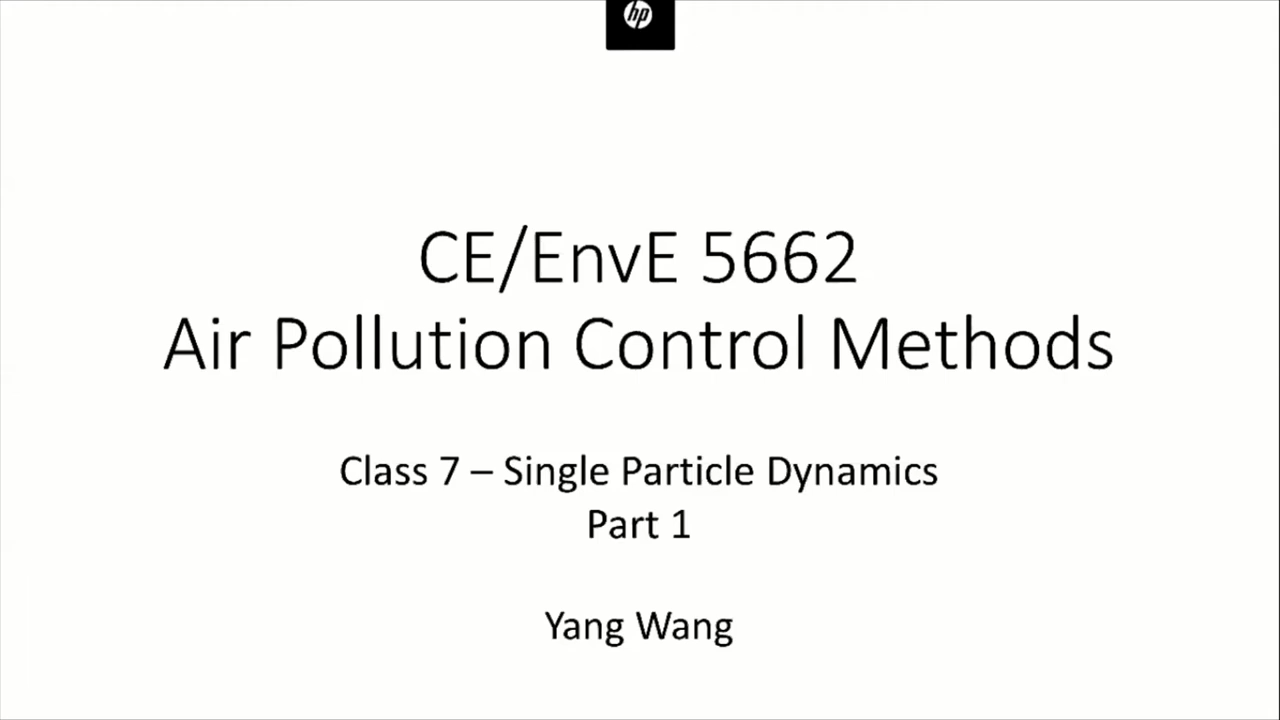 hp
CE/EnvE 5662
Air Pollution Control Methods
Class 7 – Single Particle Dynamics
Part 1
Yang Wang